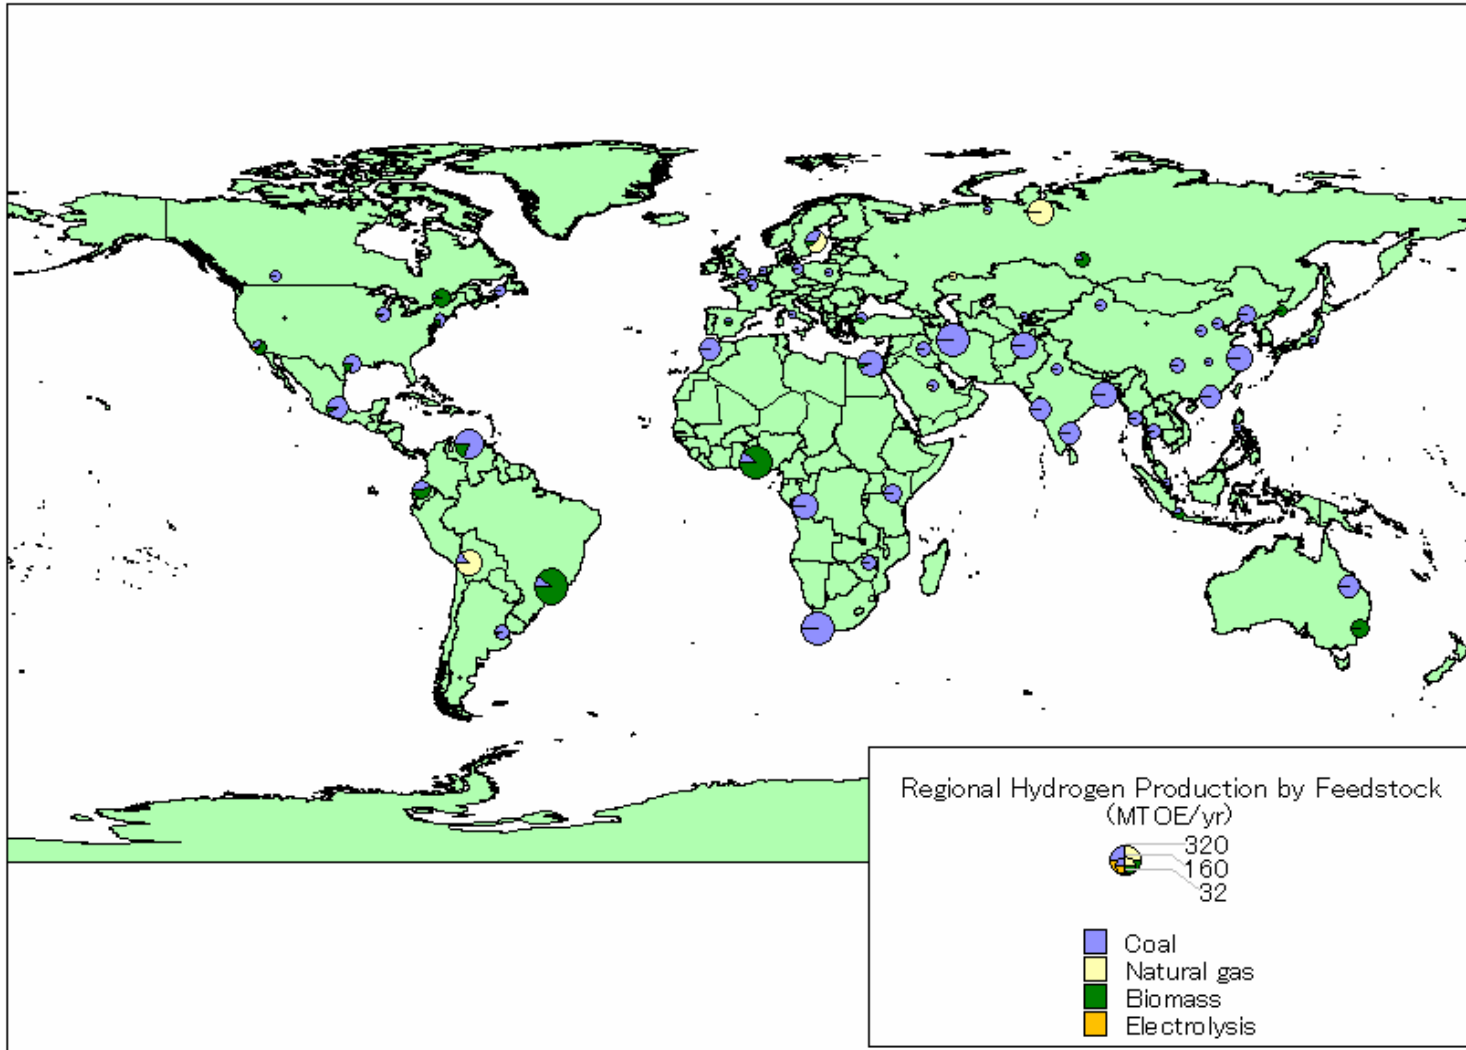 Regional Hydrogen Production by Feedstock
(MTOE/yr)
320
160
32
Coal
Natural gas
Biomass
Electrolysis